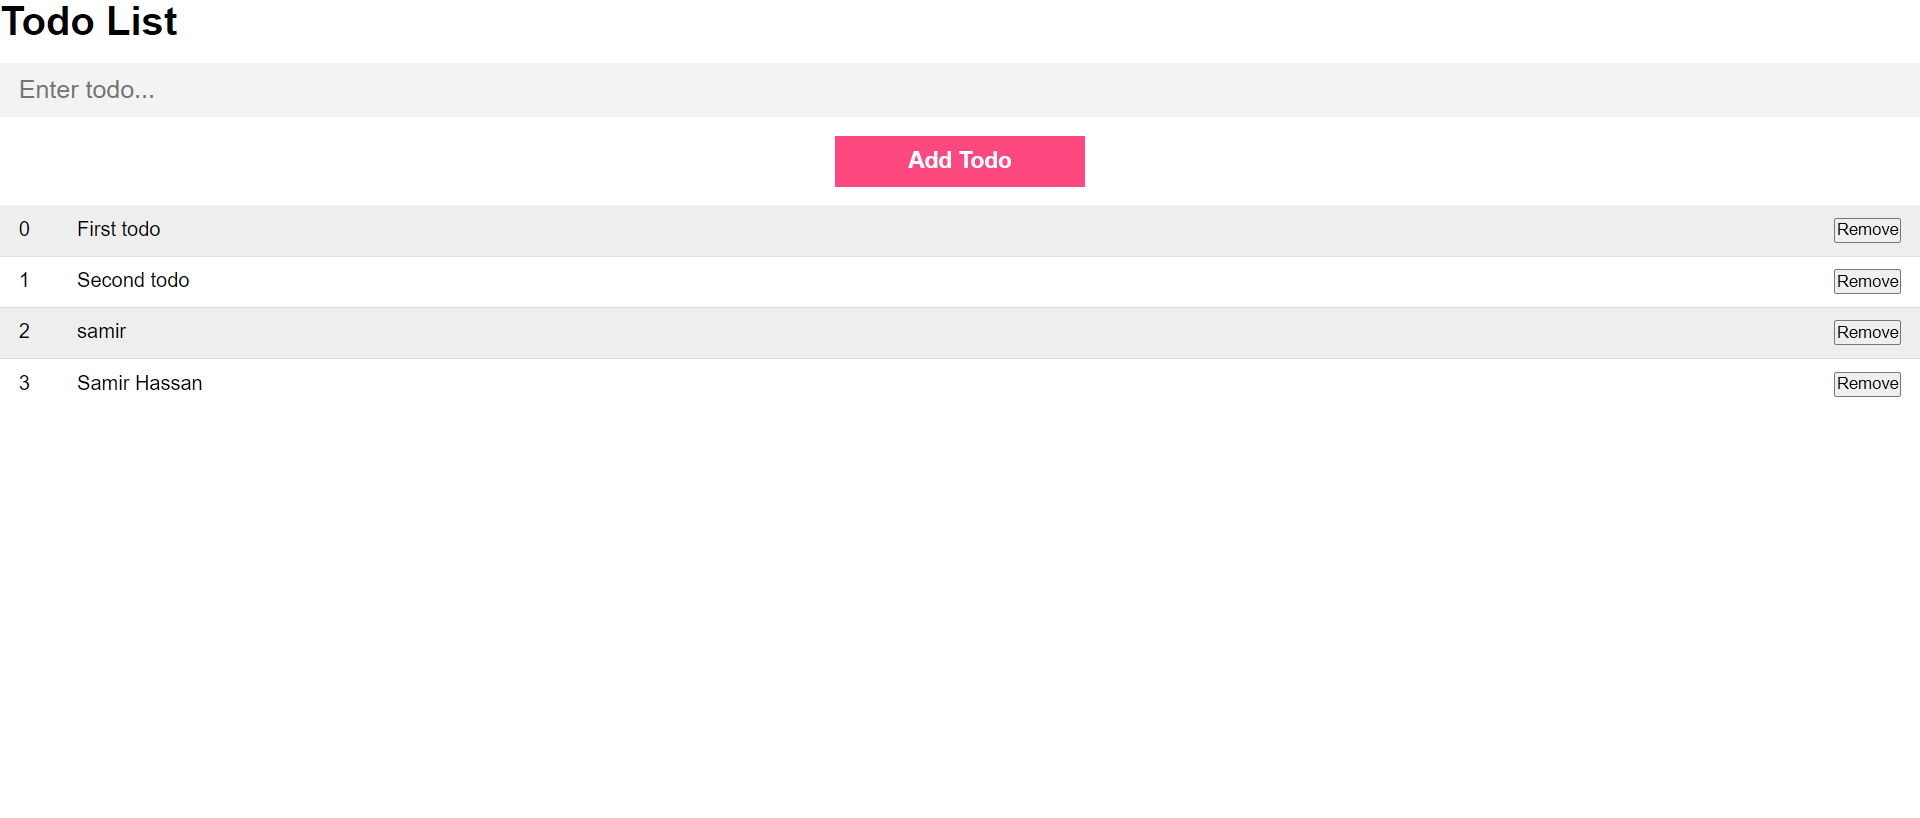 Todo List
Enter todo...
Add Todo
0 First todo Remove
1 Second todo Remove
2 samir Remove
3 Samir Hassan Remove